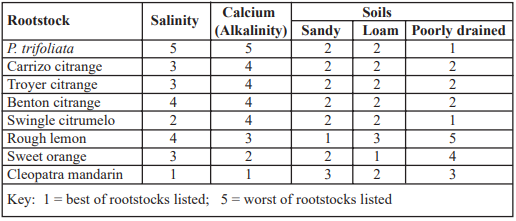 Rootstock Salinity Calcium (Alkalinity) Soils
Sandy Loam Poorly drained
P. trifoliata 5 5 2 2 1
Carrizo citrange 3 4 2 2 2
Troyer citrange 3 4 2 2 2
Benton citrange 4 4 2 2 2
Swingle citrumelo 2 4 2 2 1
Rough lemon 4 3 1 3 5
Sweet orange 3 2 2 1 4
Cleopatra mandarin 1 1 3 2 3
Key: 1 = best of rootstocks listed; 5 = worst of rootstocks listed